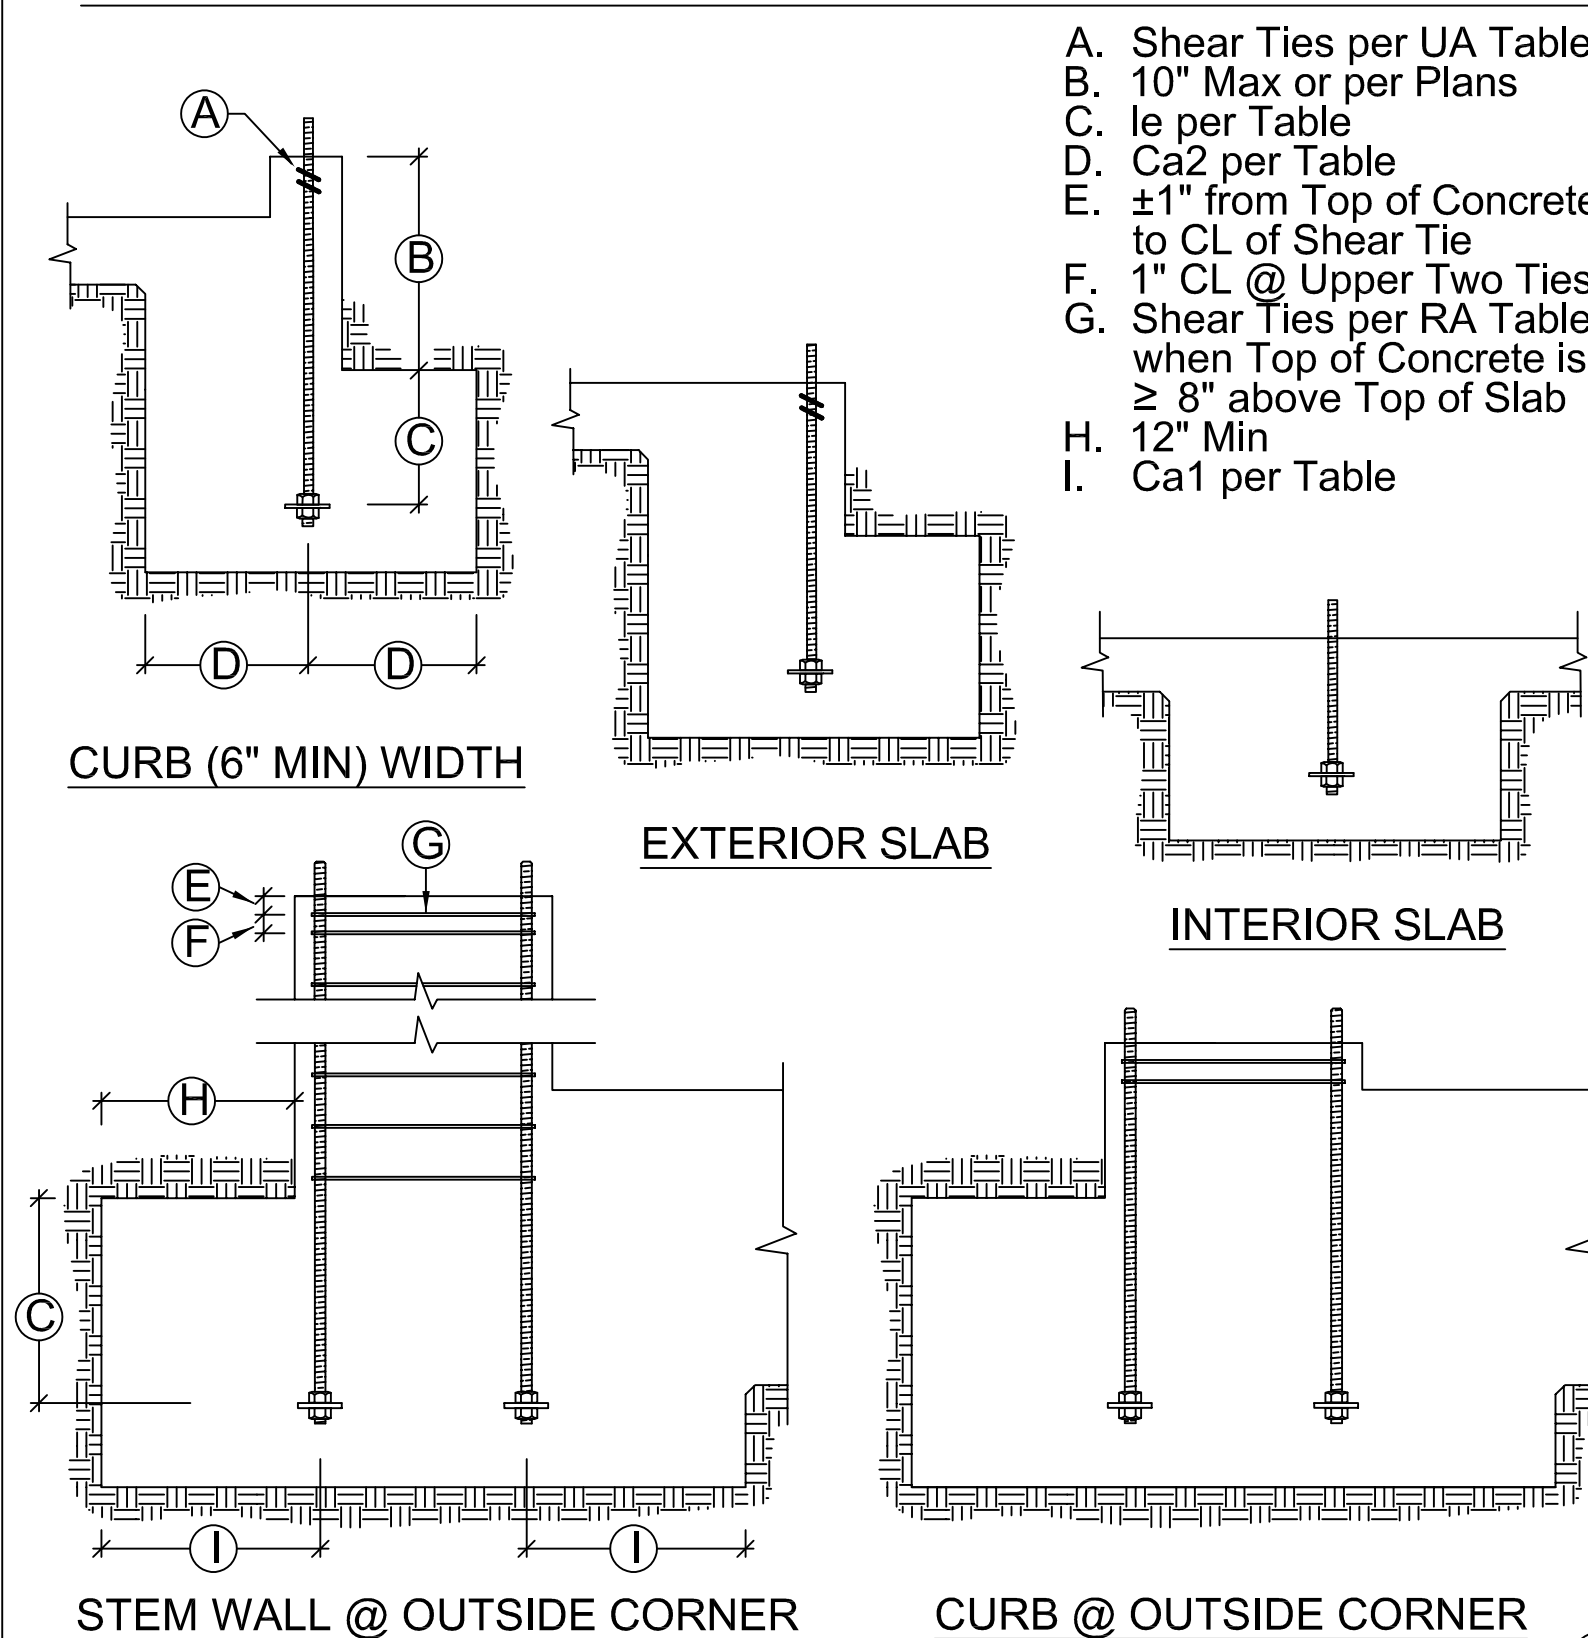 A. Shear Ties per UA Table
B. 10" Max or per Plans
C. le per Table
D. Ca2 per Table
E. ±1" from Top of Concrete
to CL of Shear Tie
F. 1" CL @ Upper Two Ties
G. Shear Ties per RA Table
when Top of Concrete is
≥ 8" above Top of Slab
H. 12" Min
I. Ca1 per Table
A
B
C
D D
CURB (6" MIN) WIDTH
EXTERIOR SLAB
INTERIOR SLAB
G
E
F
H
C
I I
STEM WALL @ OUTSIDE CORNER
CURB @ OUTSIDE CORNER